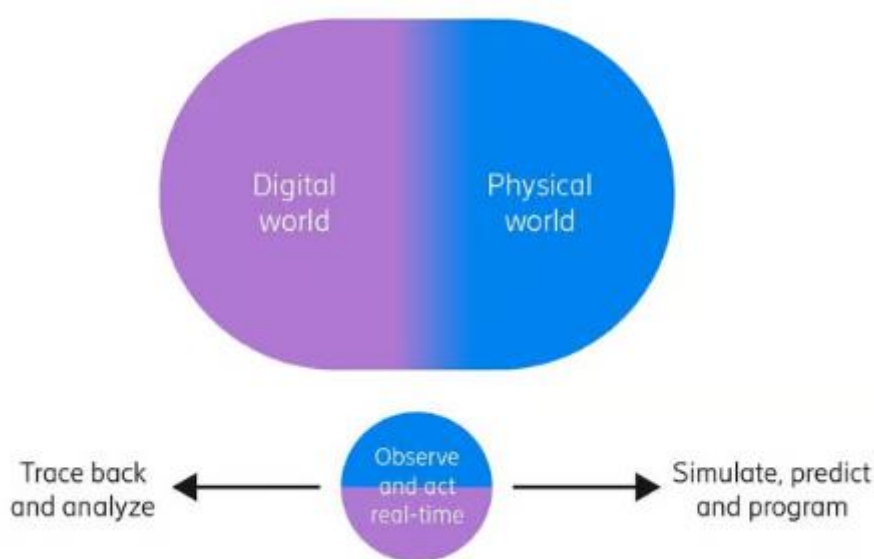 Digital
world
Physical
world
Trace back
and analyze
Observe
and act
real-time
Simulate, predict
and program